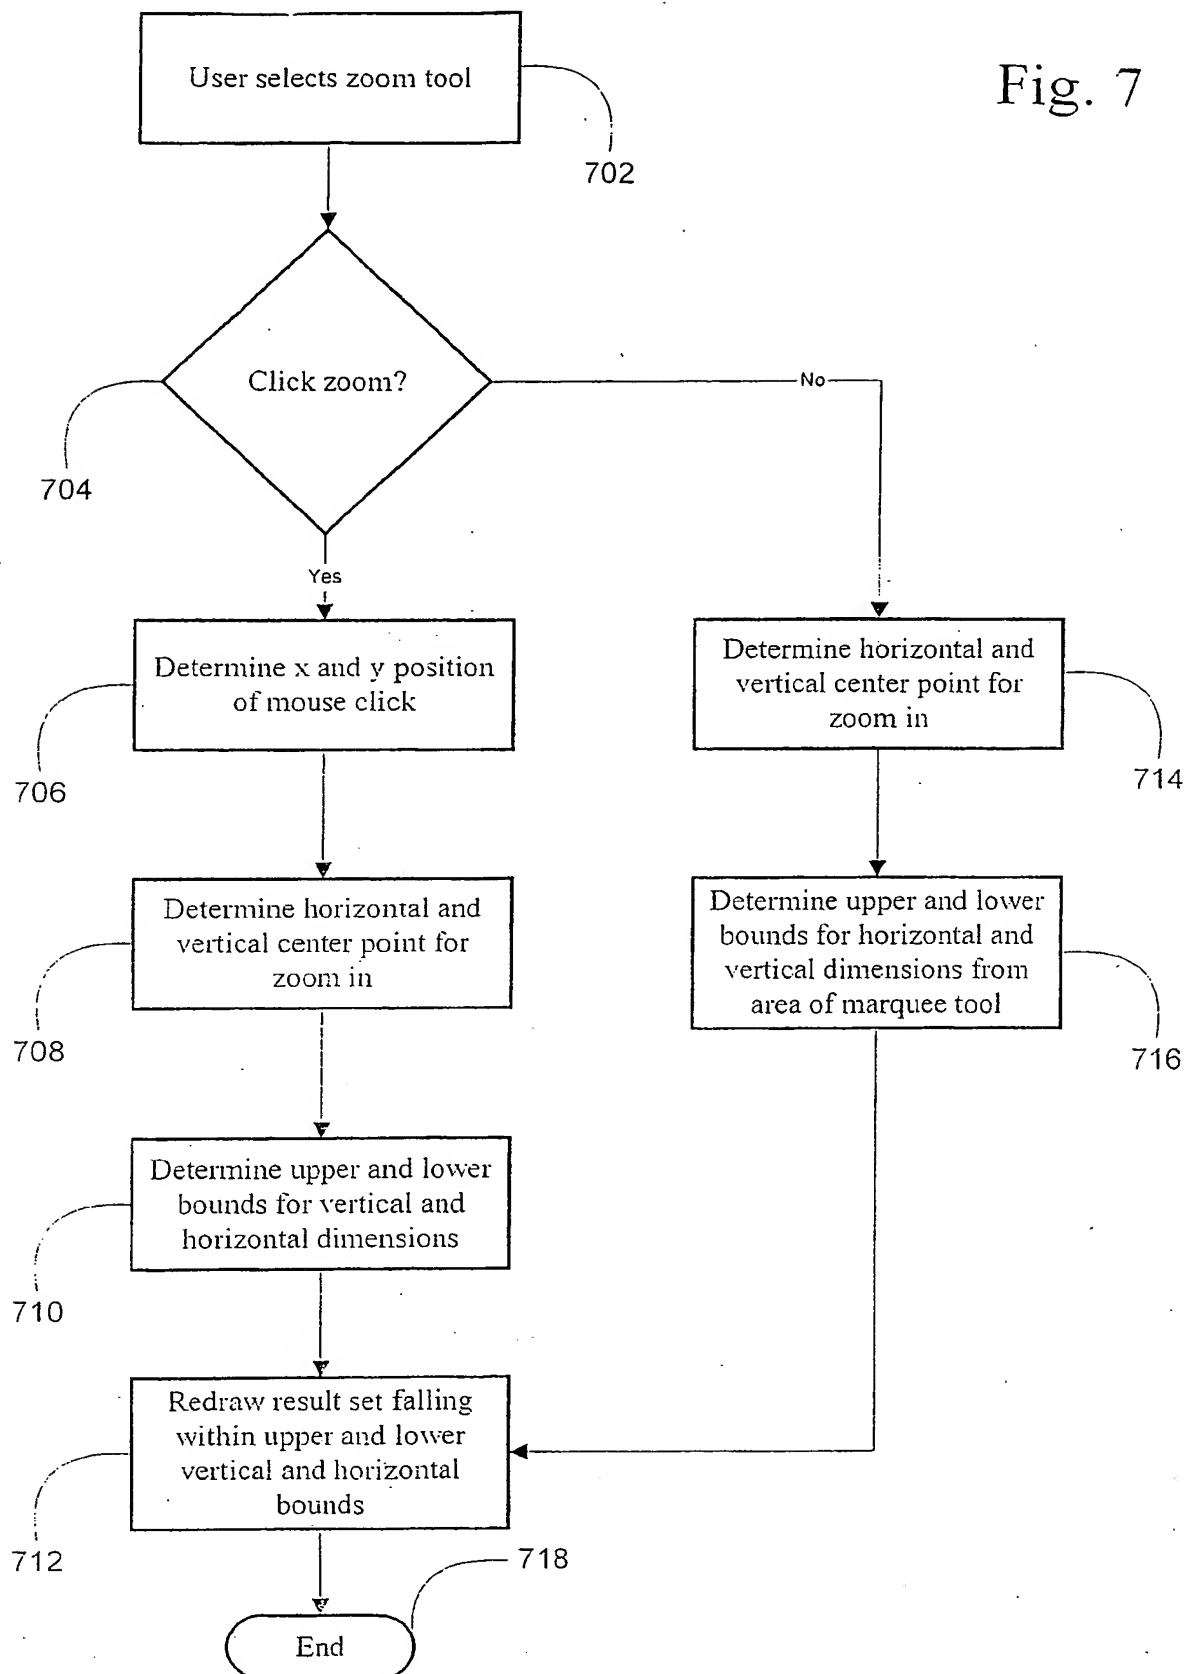 Fig. 7
User selects zoom tool
702
Click zoom?
No
704
Yes
Determine x and y position
of mouse click
706
Determine horizontal and
vertical center point for
zoom in
714
Determine horizontal and
vertical center point for
zoom in
708
Determine upper and lower
bounds for horizontal and
vertical dimensions from
area of marquee tool
716
Determine upper and lower
bounds for vertical and
horizontal dimensions
710
Redraw result set falling
within upper and lower
vertical and horizontal
bounds
712
718
End